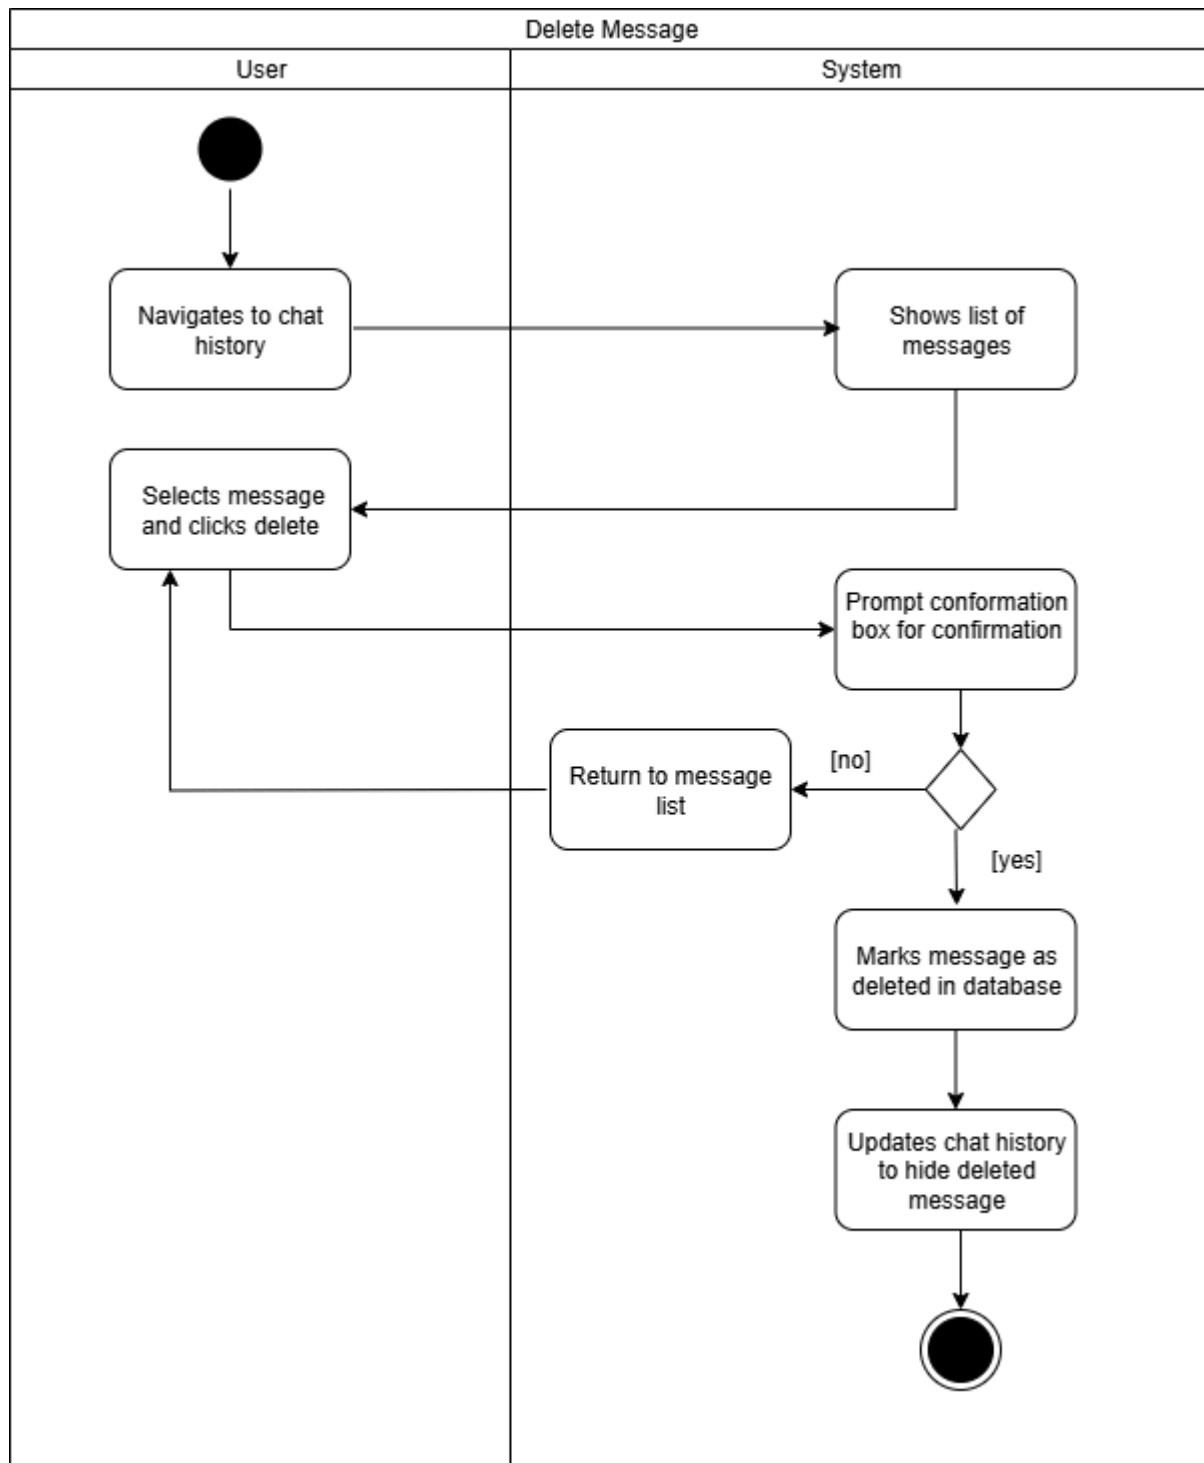 Delete Message
User
System
Navigates to chat
history
Shows list of
messages
Selects message
and clicks delete
Prompt conformation
box for confirmation
[no]
Return to message
list
[yes]
Marks message as
deleted in database
Updates chat history
to hide deleted
message